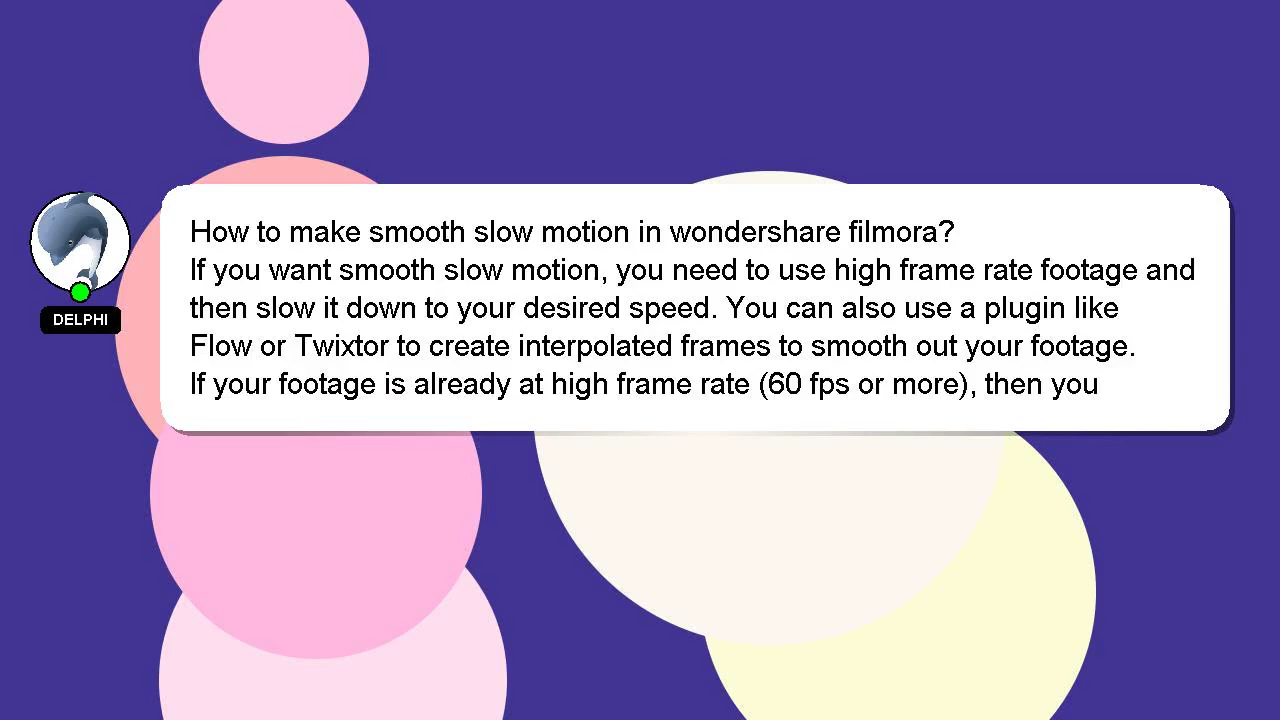 How to make smooth slow motion in wondershare filmora?
If you want smooth slow motion, you need to use high frame rate footage and
then slow it down to your desired speed. You can also use a plugin like
Flow or Twixtor to create interpolated frames to smooth out your footage.
If your footage is already at high frame rate (60 fps or more), then you
DELPHI